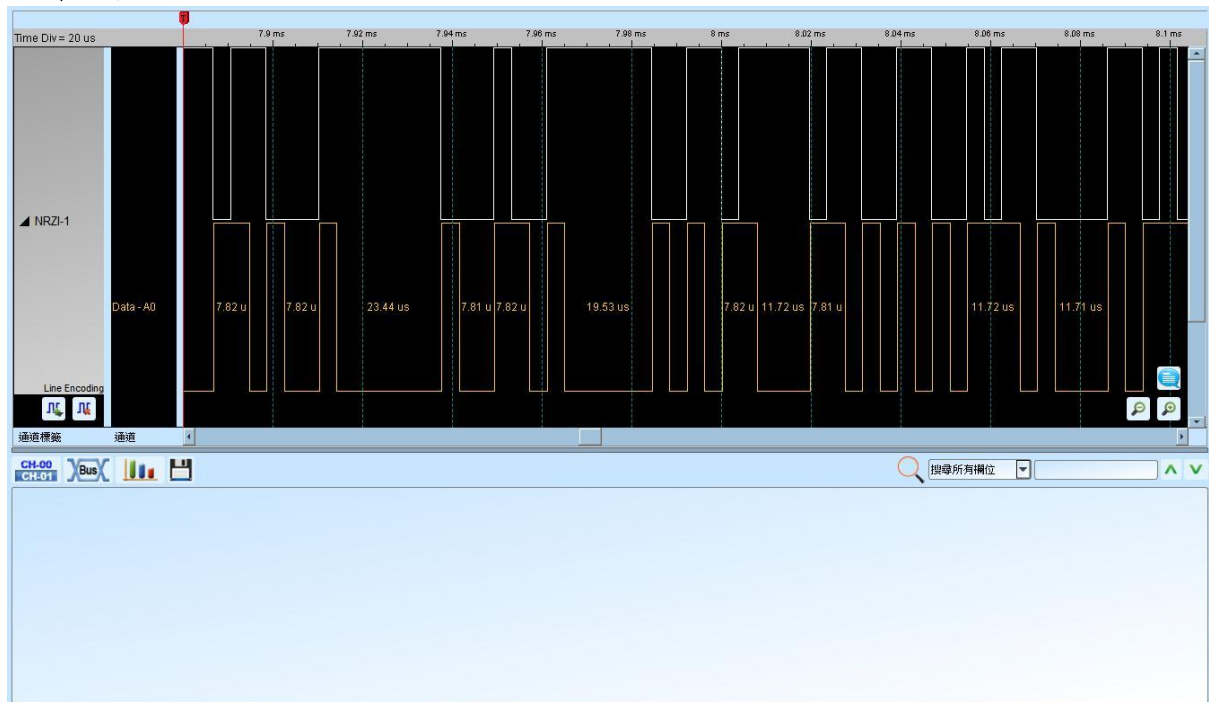 Time Div = 20 us
7.9 ms 7.92 ms 7.94 ms 7.96 ms 7.98 ms 8 ms 8.02 ms 8.04 ms 8.06 ms 8.08 ms 8.1 ms
NRZI-1
Data - A0
7.82 u 7.82 u 23.44 us 7.81 u 7.82 u 19.53 us 7.82 u 11.72 us 7.81 u 11.72 us 11.71 us
Line Encoding
通道標籤 通道
CH-00
CH-01
Bus
搜尋所有欄位